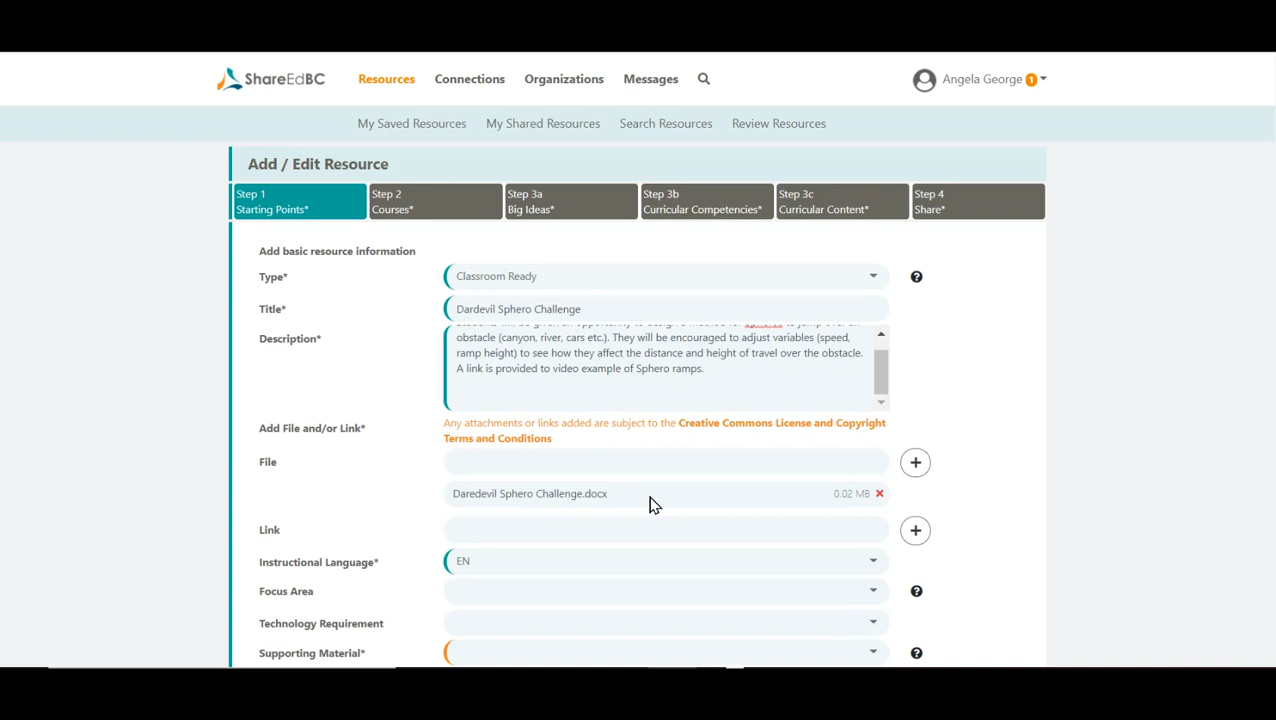 ShareEdBC Resources Connections Organizations Messages Angela George 1
My Saved Resources My Shared Resources Search Resources Review Resources
Add / Edit Resource
Step 1 Step 2 Step 3a Step 3b Step 3c Step 4
Starting Points* Courses* Big Ideas* Curricular Competencies* Curricular Content* Share*
Add basic resource information
Type* Classroom Ready ?
Title* Dardevil Sphero Challenge
Description*
obstacle (canyon, river, cars etc.). They will be encouraged to adjust variables (speed,
ramp height) to see how they affect the distance and height of travel over the obstacle.
A link is provided to video example of Sphero ramps.
Add File and/or Link* Any attachments or links added are subject to the Creative Commons License and Copyright
Terms and Conditions
File +
Daredevil Sphero Challenge.docx 0.02 MB ×
Link +
Instructional Language* EN
Focus Area ?
Technology Requirement
Supporting Material* ?